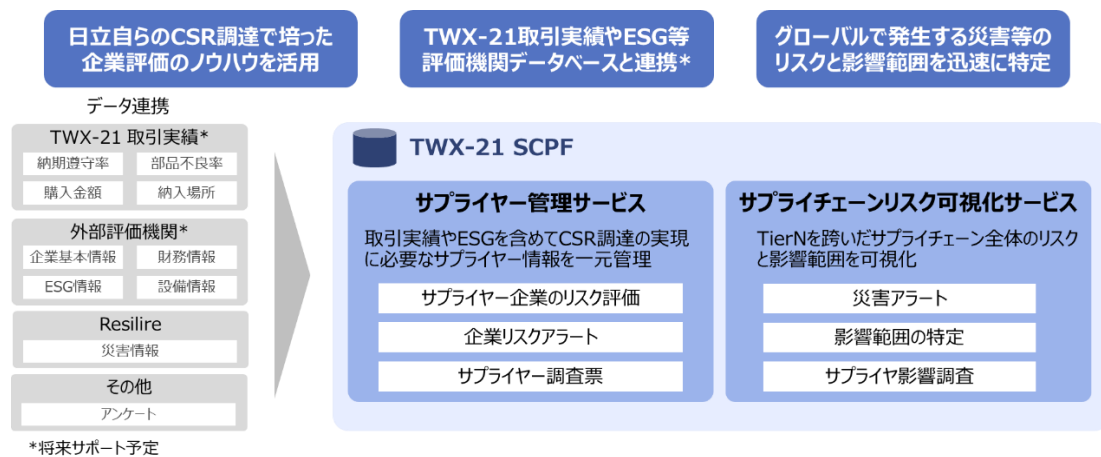 日立自らのCSR調達で培った
企業評価のノウハウを活用
TWX-21取引実績やESG等
評価機関データベースと連携*
グローバルで発生する災害等の
リスクと影響範囲を迅速に特定
データ連携
TWX-21 取引実績*
納期遵守率
部品不良率
購入金額
納入場所
外部評価機関*
企業基本情報
財務情報
ESG情報
設備情報
Resilire
災害情報
その他
アンケート
*将来サポート予定
TWX-21 SCPF
サプライヤー管理サービス
取引実績やESGを含めてCSR調達の実現
に必要なサプライヤー情報を一元管理
サプライヤー企業のリスク評価
企業リスクアラート
サプライヤー調査票
サプライチェーンリスク可視化サービス
TierNを跨いだサプライチェーン全体のリスク
と影響範囲を可視化
災害アラート
影響範囲の特定
サプライヤ影響調査